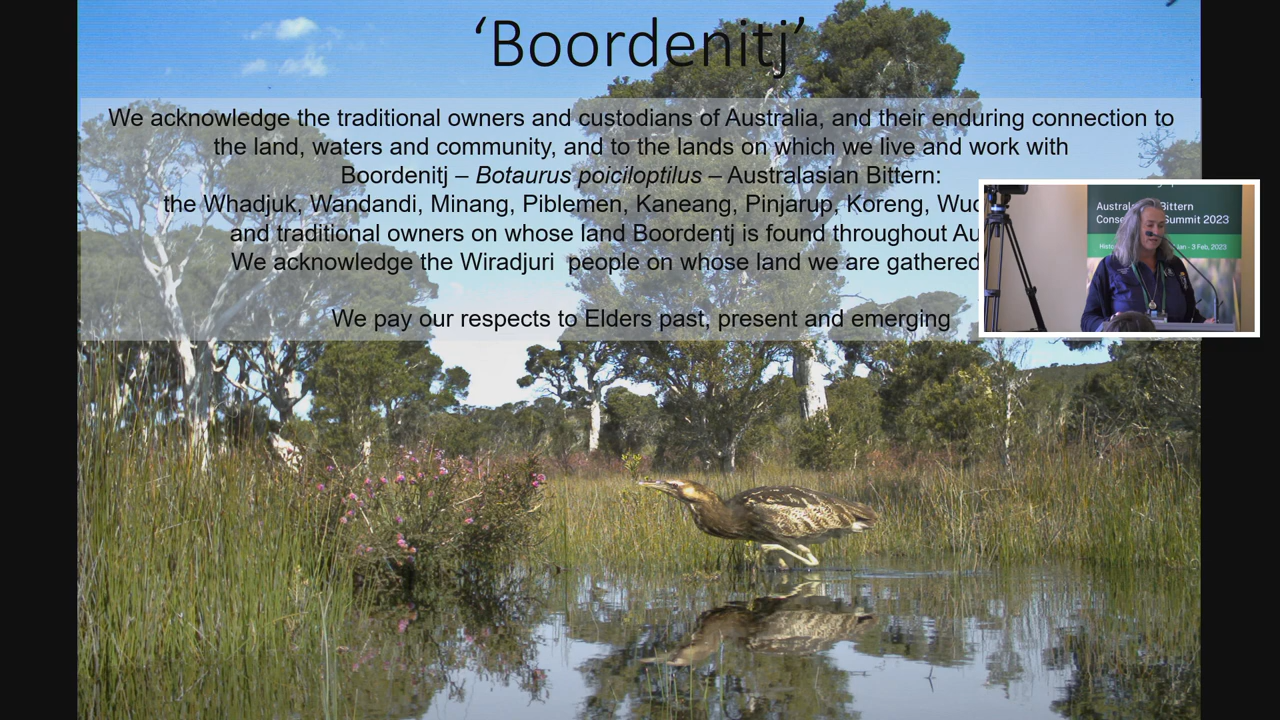 ‘Boordenitj’
We acknowledge the traditional owners and custodians of Australia, and their enduring connection to
the land, waters and community, and to the lands on which we live and work with
Boordenitj – Botaurus poiciloptilus – Australasian Bittern:
the Whadjuk, Wandandi, Minang, Piblemen, Kaneang, Pinjarup, Koreng,
and traditional owners on whose land Boordentj is found throughout
We acknowledge the Wiradjuri people on whose land we are gathered
We pay our respects to Elders past, present and emerging
Bittern
Summit 2023
3 Feb, 2023